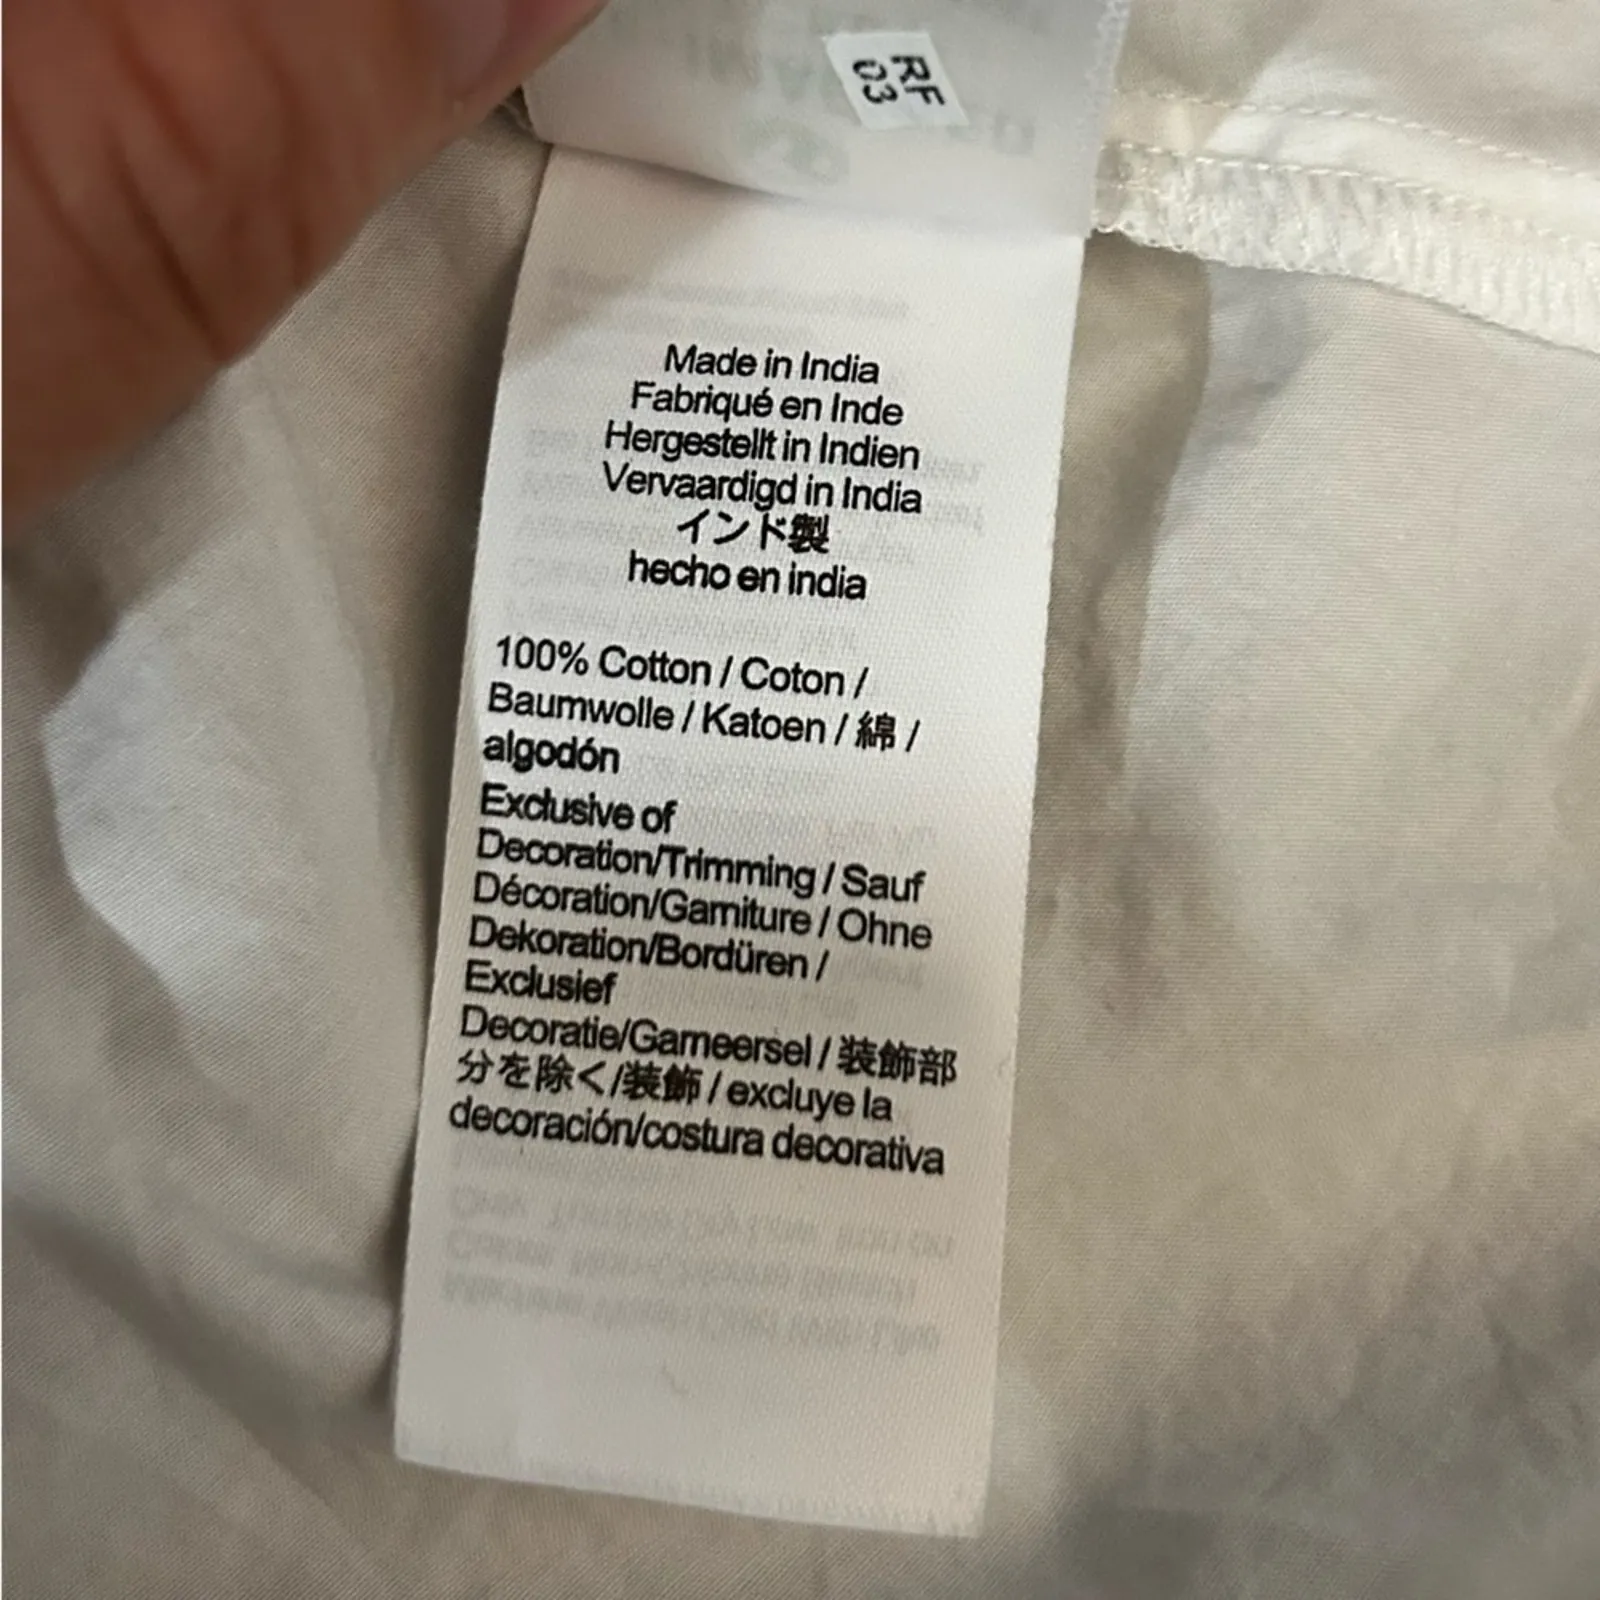 RF
03
Made in India
Fabriqué en Inde
Hergestellt in Indien
Vervaardigd in India
インド製
hecho en india
100% Cotton / Coton /
Baumwolle / Katoen / 綿 /
algodón
Exclusive of
Decoration/Trimming / Sauf
Décoration/Garniture / Ohne
Dekoration/Bordüren /
Exclusief
Decoratie/Garneersel / 装飾部
分を除く/装飾 / excluye la
decoración/costura decorativa